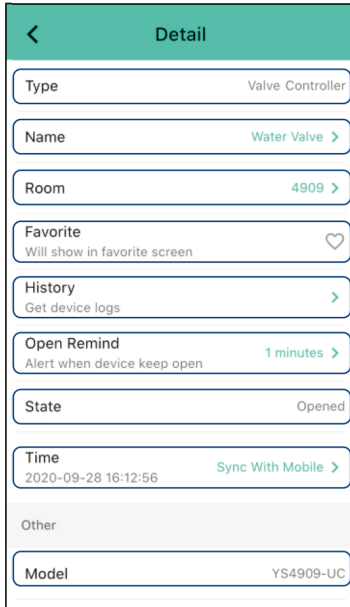 Detail
Type Valve Controller
Name Water Valve
Room 4909
Favorite
Will show in favorite screen
History
Get device logs
Open Remind
Alert when device keep open 1 minutes
State Opened
Time
2020-09-28 16:12:56 Sync With Mobile
Other
Model YS4909-UC